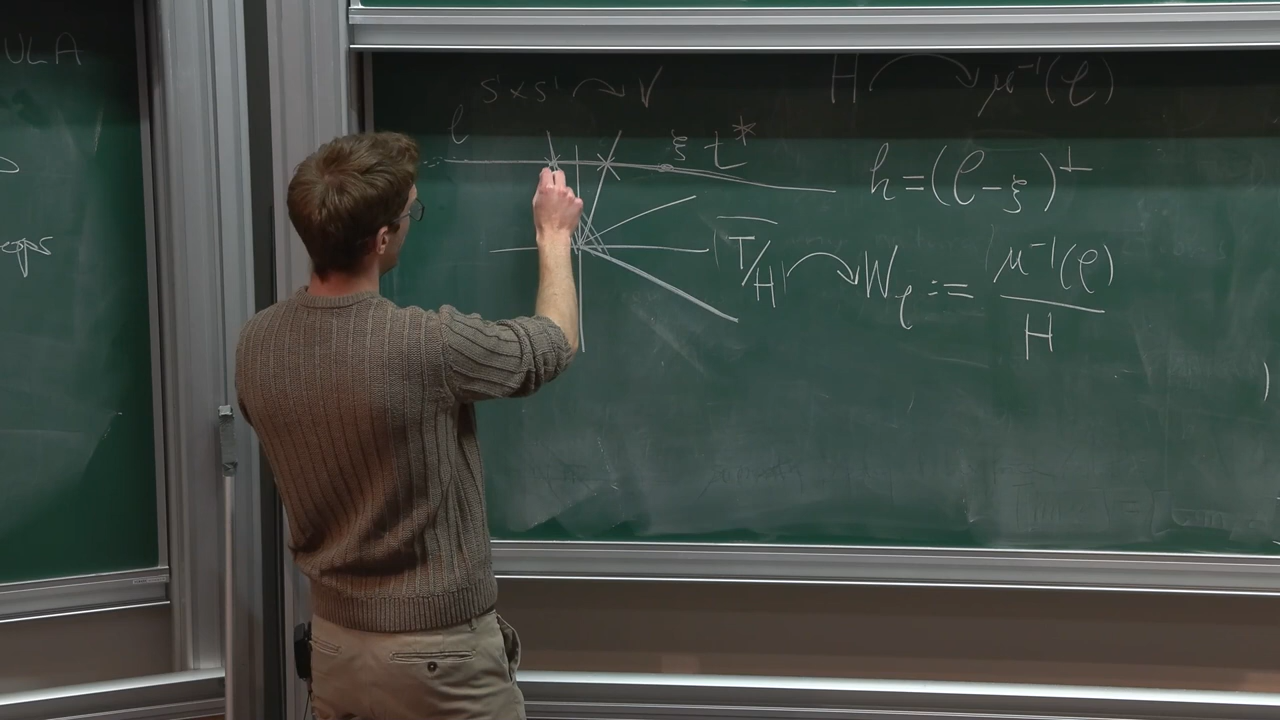 ULA
S¹×S¹ ↷ V
H ↷ μ⁻¹(ℓ)
ℓ
ξ t*
h = (ℓ-ξ)^⊥
T/H ↷ W_ℓ := μ⁻¹(ℓ)/H